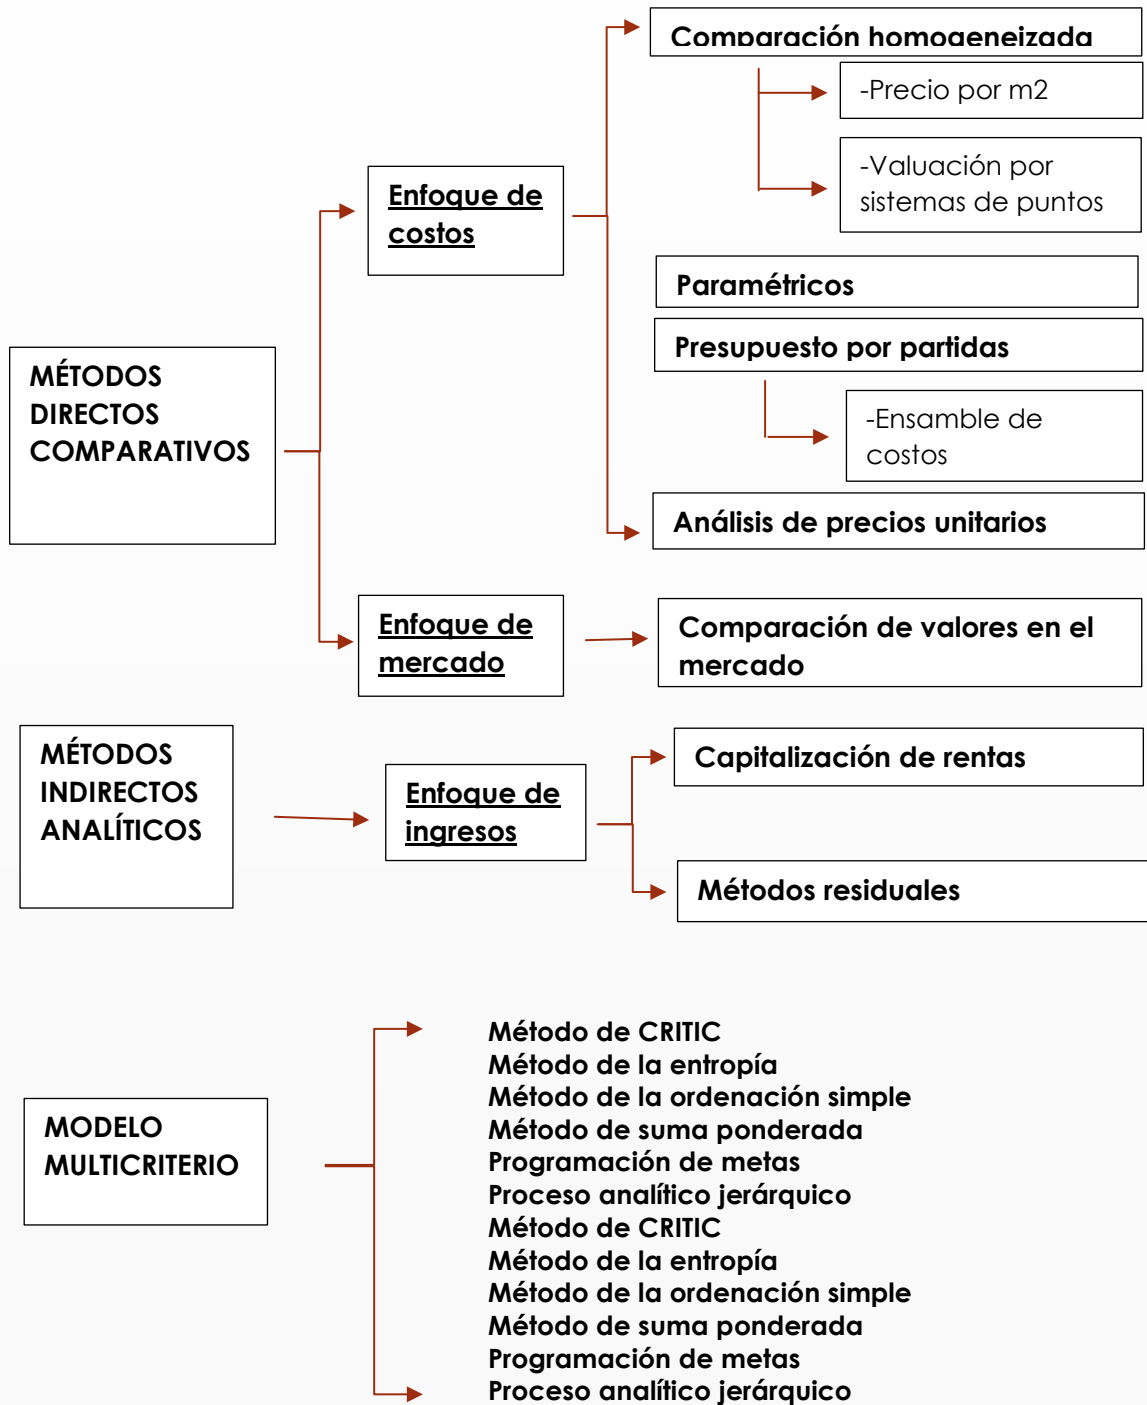 Comparación homogeneizada
-Precio por m2
-Valuación por
sistemas de puntos
Enfoque de
costos
Paramétricos
Presupuesto por partidas
-Ensamble de
costos
Análisis de precios unitarios
MÉTODOS
DIRECTOS
COMPARATIVOS
Enfoque de
mercado
Comparación de valores en el
mercado
MÉTODOS
INDIRECTOS
ANALÍTICOS
Enfoque de
ingresos
Capitalización de rentas
Métodos residuales
MODELO
MULTICRITERIO
Método de CRITIC
Método de la entropía
Método de la ordenación simple
Método de suma ponderada
Programación de metas
Proceso analítico jerárquico
Método de CRITIC
Método de la entropía
Método de la ordenación simple
Método de suma ponderada
Programación de metas
Proceso analítico jerárquico